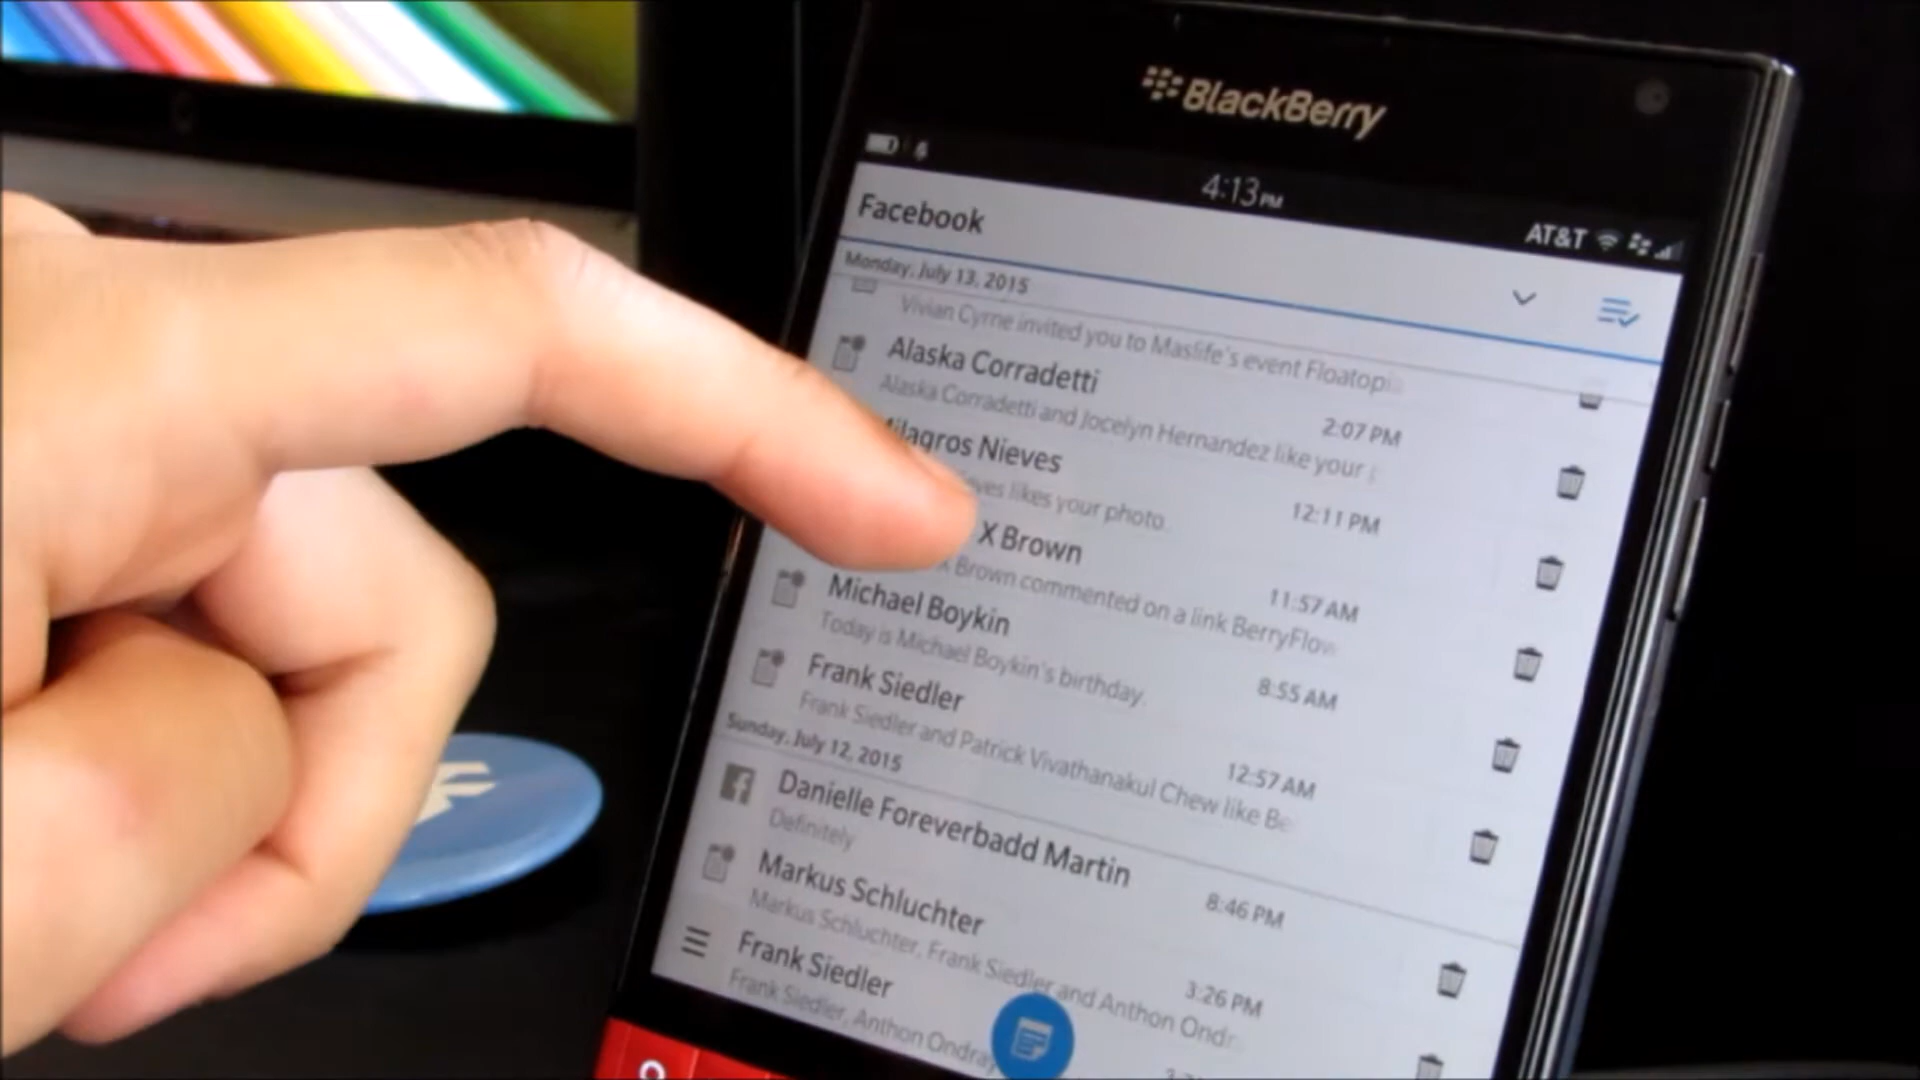 BlackBerry
4:13PM
AT&T
Facebook
Monday, July 13, 2015
Vivian Cyrne invited you to Maslife's event Floatopi
Alaska Corradetti
2:07 PM
Alaska Corradetti and Jocelyn Hernandez like your
Milagros Nieves
12:11 PM
likes your photo
X Brown
11:57 AM
Brown commented on a link BerryFlow
Michael Boykin
8:55 AM
Today is Michael Boykin's birthday.
Frank Siedler
12:57 AM
Frank Siedler and Patrick Vivathanakul Chew like Be
Sunday, July 12, 2015
Danielle Foreverbadd Martin
8:46 PM
Definitely
Markus Schluchter
3:26 PM
Markus Schluchter, Frank Siedler and Anthon Ondr
Frank Siedler
Frank Siedler, Anthon Ondray